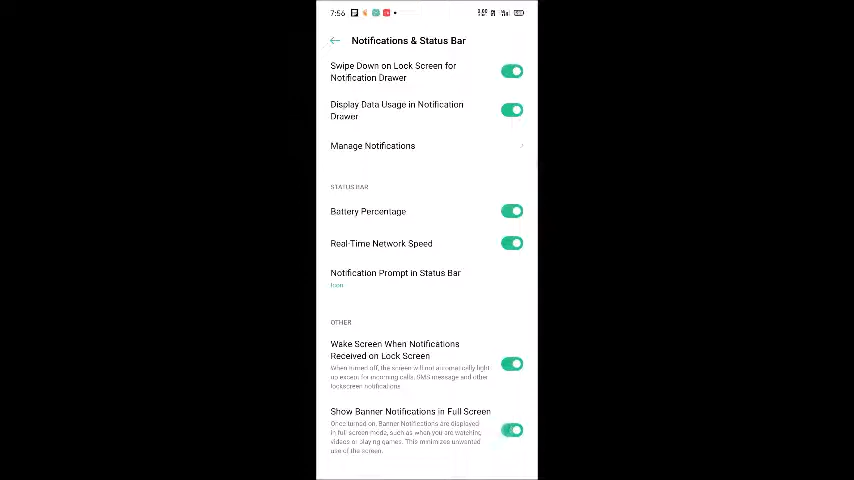 7:56
Notifications & Status Bar
Swipe Down on Lock Screen for
Notification Drawer
Display Data Usage in Notification
Drawer
Manage Notifications
STATUS BAR
Battery Percentage
Real-Time Network Speed
Notification Prompt in Status Bar
Icon
OTHER
Wake Screen When Notifications
Received on Lock Screen
When turned off, the screen will not automatically light
up except for incoming calls, SMS message and other
lockscreen notifications
Show Banner Notifications in Full Screen
Once turned on, Banner Notifications are displayed
in full screen mode, such as when you are watching
videos or playing games. This minimizes unwanted
use of the screen.